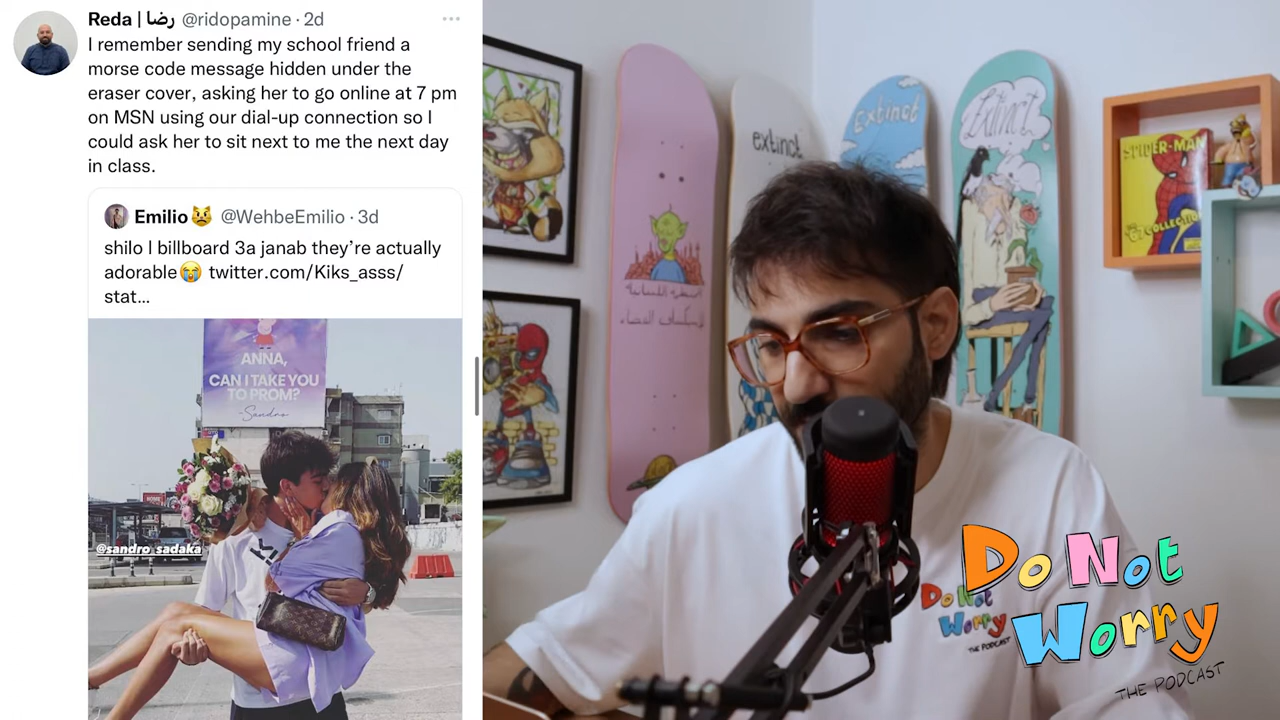 Reda | رضا @ridopamine · 2d
I remember sending my school friend a
morse code message hidden under the
eraser cover, asking her to go online at 7 pm
on MSN using our dial-up connection so I
could ask her to sit next to me the next day
in class.
Emilio😾 @WehbeEmilio · 3d
shilo l billboard 3a janab they’re actually
adorable😭 twitter.com/Kiks_asss/
stat...
ANNA,
CAN I TAKE YOU
TO PROM?
-Sandro
@sandro_sadaka
extinct
Extinct
Extinct
SPIDER-MAN
Do Not
Worry
THE PODCAST
Do Not
Worry
THE PODCAST